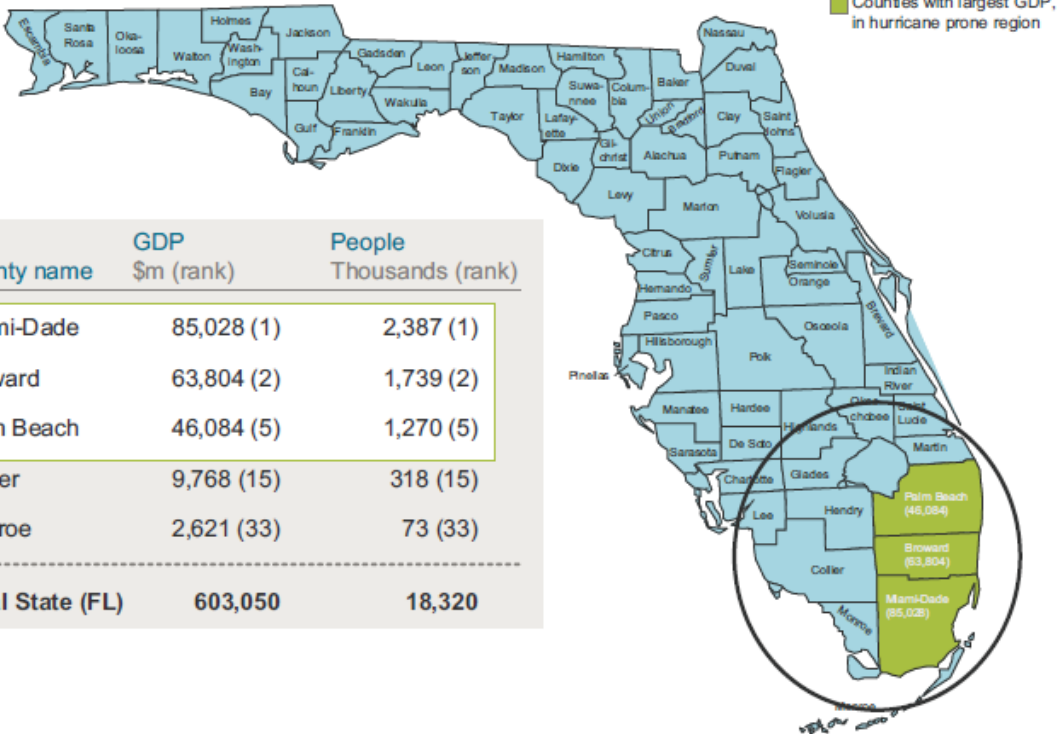 Counties with largest GDP,
in hurricane prone region
GDP
People
nty name
$m (rank)
Thousands (rank)
mi-Dade
85,028 (1)
2,387 (1)
ward
63,804 (2)
1,739 (2)
n Beach
46,084 (5)
1,270 (5)
er
9,768 (15)
318 (15)
roe
2,621 (33)
73 (33)
l State (FL)
603,050
18,320
Escambia
Santa
Rosa
Oka-
loosa
Walton
Holmes
Wash-
ington
Jackson
Bay
Cal-
houn
Gulf
Gadsden
Liberty
Franklin
Leon
Wakulla
Jeffer
son
Madison
Taylor
Hamilton
Suwa-
nnee
Lafay-
ette
Dixie
Colum-
bia
Gil-
christ
Baker
Union
Bradford
Nassau
Duval
Clay
Saint
Johns
Alachua
Putnam
Flagler
Levy
Marion
Volusia
Citrus
Sumter
Lake
Seminole
Orange
Hernando
Pasco
Brevard
Osceola
Hillsborough
Polk
Pinellas
Indian
River
Manatee
Hardee
Highlands
Okee
chobee
Saint
Lucie
Sarasota
De Soto
Martin
Charlotte
Glades
Lee
Hendry
Palm Beach
(46,084)
Broward
(63,804)
Collier
Miami-Dade
(85,028)
Monroe
Monroe